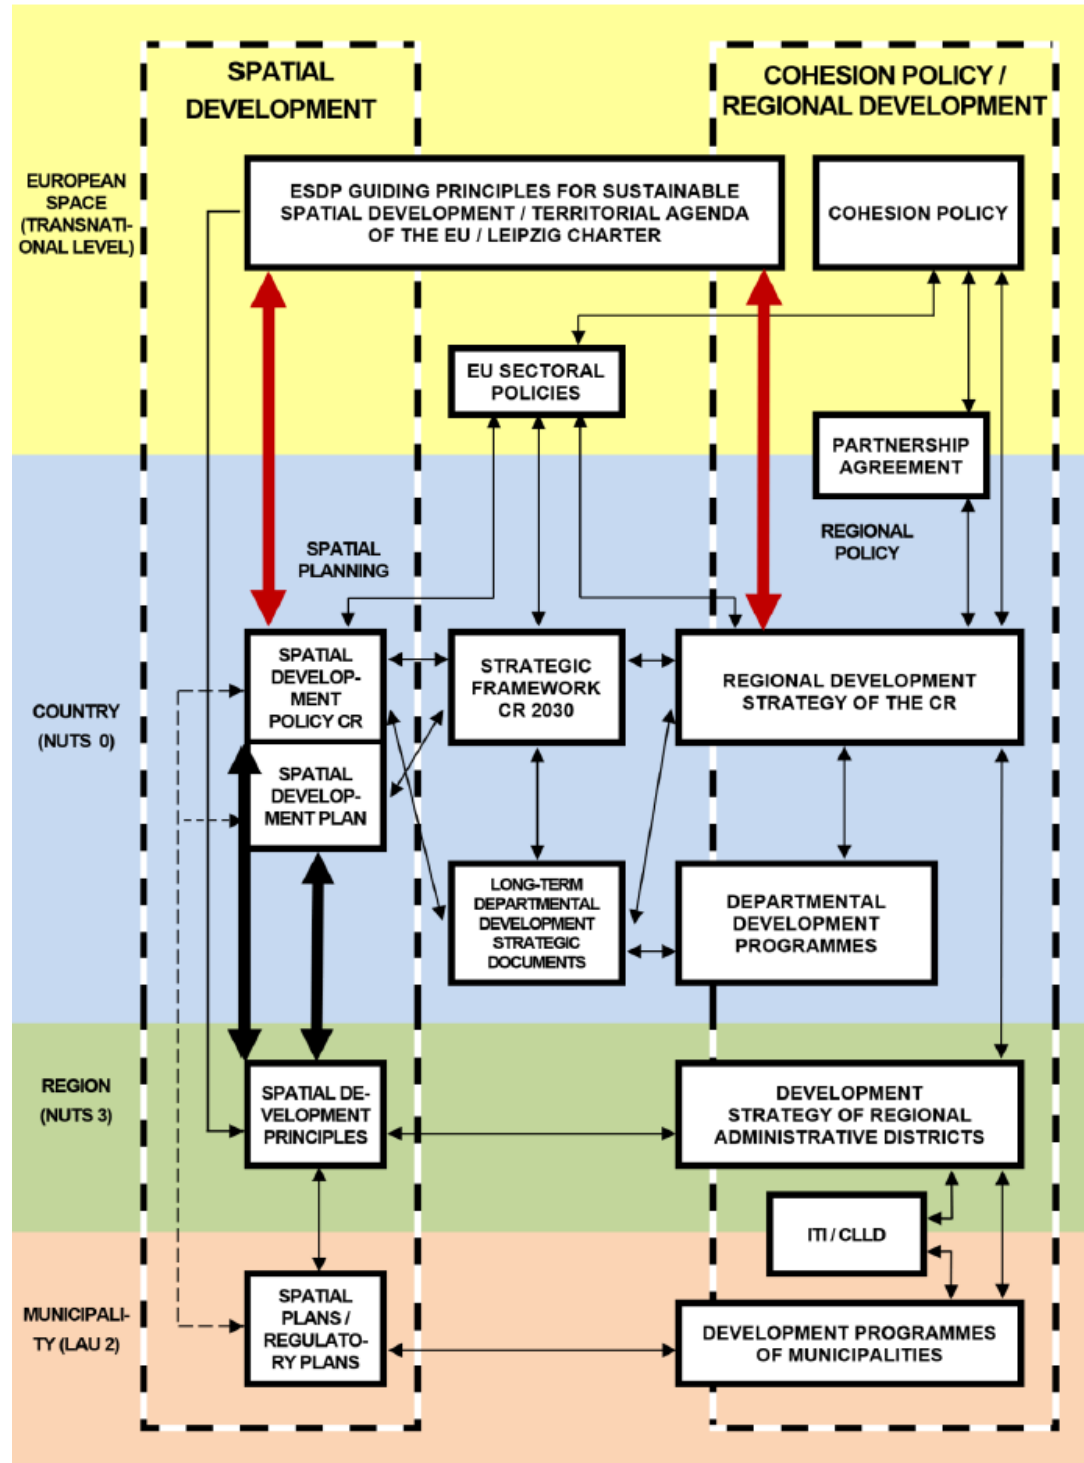 SPATIAL
DEVELOPMENT
COHESION POLICY /
REGIONAL DEVELOPMENT
EUROPEAN
SPACE
(TRANSNATI-
ONAL LEVEL)
ESDP GUIDING PRINCIPLES FOR SUSTAINABLE
SPATIAL DEVELOPMENT / TERRITORIAL AGENDA
OF THE EU / LEIPZIG CHARTER
COHESION POLICY
EU SECTORAL
POLICIES
PARTNERSHIP
AGREEMENT
SPATIAL
PLANNING
REGIONAL
POLICY
COUNTRY
(NUTS 0)
SPATIAL
DEVELOP-
MENT
POLICY CR
STRATEGIC
FRAMEWORK
CR 2030
REGIONAL DEVELOPMENT
STRATEGY OF THE CR
SPATIAL
DEVELOP-
MENT PLAN
LONG-TERM
DEPARTMENTAL
DEVELOPMENT
STRATEGIC
DOCUMENTS
DEPARTMENTAL
DEVELOPMENT
PROGRAMMES
REGION
(NUTS 3)
SPATIAL DE-
VELOPMENT
PRINCIPLES
DEVELOPMENT
STRATEGY OF REGIONAL
ADMINISTRATIVE DISTRICTS
ITI / CLLD
MUNICIPALI-
TY (LAU 2)
SPATIAL
PLANS /
REGULATO-
RY PLANS
DEVELOPMENT PROGRAMMES
OF MUNICIPALITIES